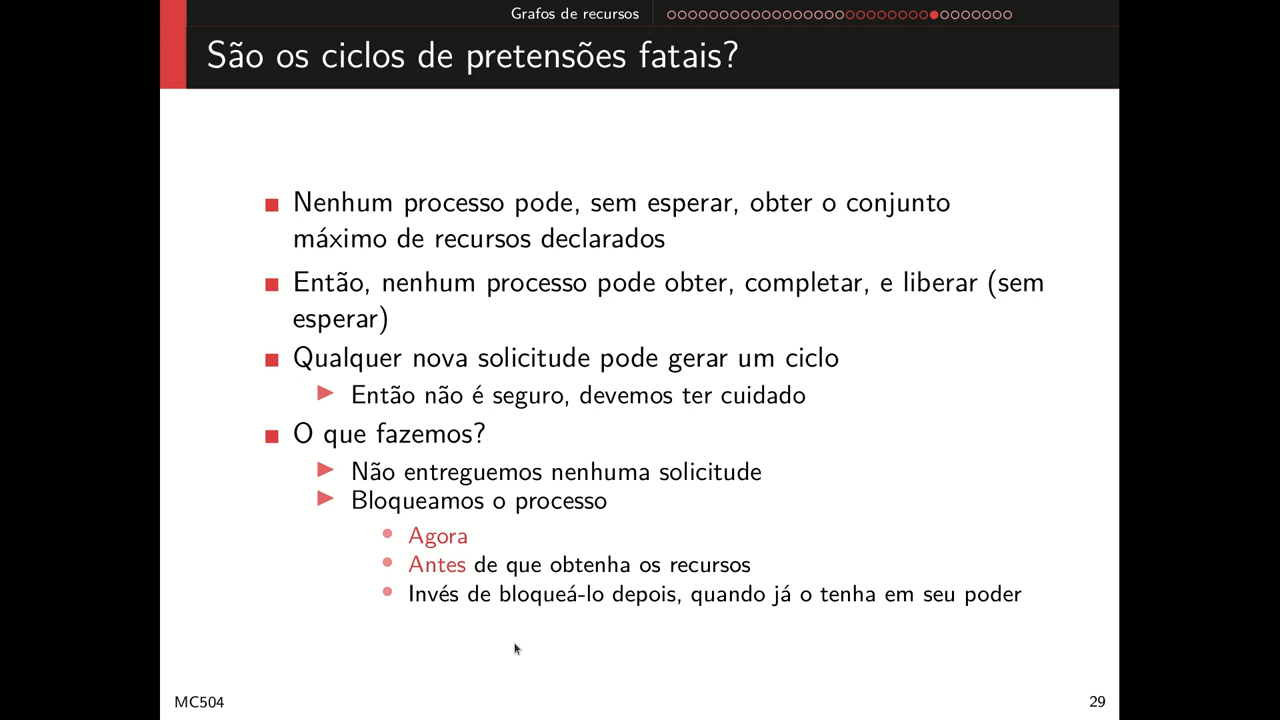 Grafos de recursos
São os ciclos de pretensões fatais?
Nenhum processo pode, sem esperar, obter o conjunto
máximo de recursos declarados
Então, nenhum processo pode obter, completar, e liberar (sem
esperar)
Qualquer nova solicitude pode gerar um ciclo
Então não é seguro, devemos ter cuidado
O que fazemos?
Não entreguemos nenhuma solicitude
Bloqueamos o processo
Agora
Antes de que obtenha os recursos
Invés de bloqueá-lo depois, quando já o tenha em seu poder
MC504
29